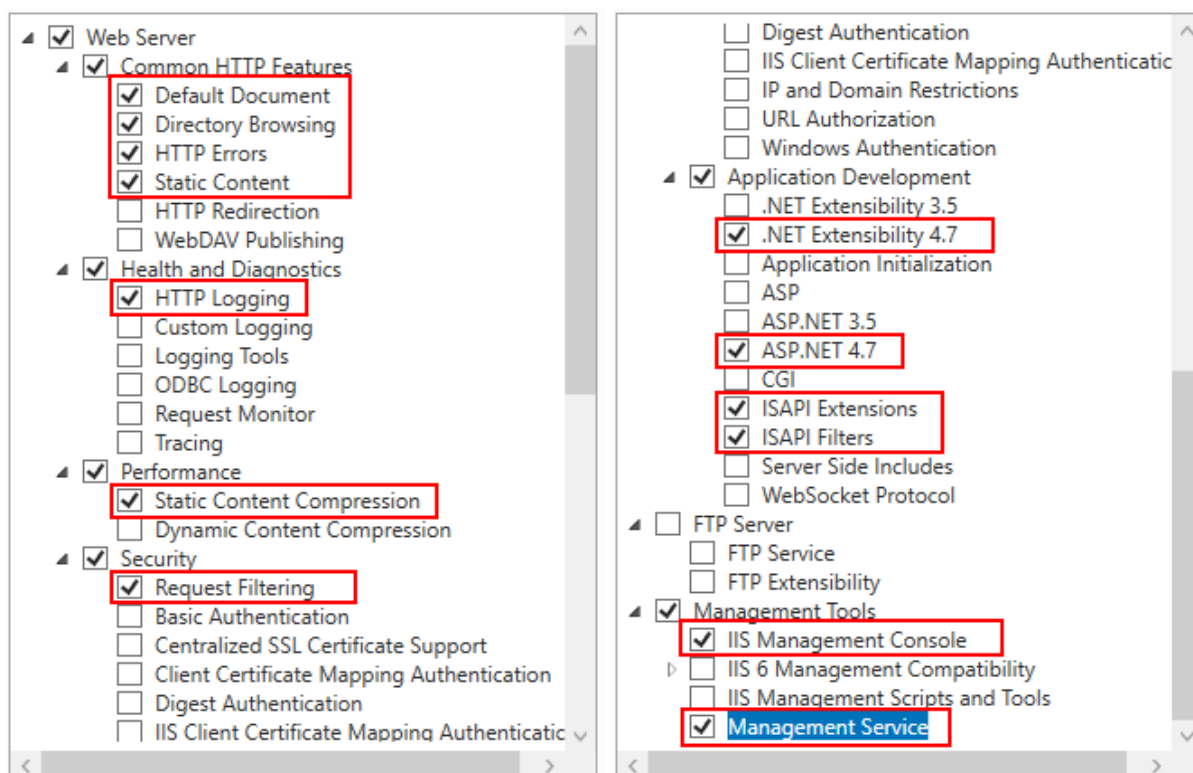 Web Server
Common HTTP Features
Default Document
Directory Browsing
HTTP Errors
Static Content
HTTP Redirection
WebDAV Publishing
Health and Diagnostics
HTTP Logging
Custom Logging
Logging Tools
ODBC Logging
Request Monitor
Tracing
Performance
Static Content Compression
Dynamic Content Compression
Security
Request Filtering
Basic Authentication
Centralized SSL Certificate Support
Client Certificate Mapping Authentication
Digest Authentication
IIS Client Certificate Mapping Authenticatic
Digest Authentication
IIS Client Certificate Mapping Authenticatic
IP and Domain Restrictions
URL Authorization
Windows Authentication
Application Development
.NET Extensibility 3.5
.NET Extensibility 4.7
Application Initialization
ASP
ASP.NET 3.5
ASP.NET 4.7
CGI
ISAPI Extensions
ISAPI Filters
Server Side Includes
WebSocket Protocol
FTP Server
FTP Service
FTP Extensibility
Management Tools
IIS Management Console
IIS 6 Management Compatibility
IIS Management Scripts and Tools
Management Service